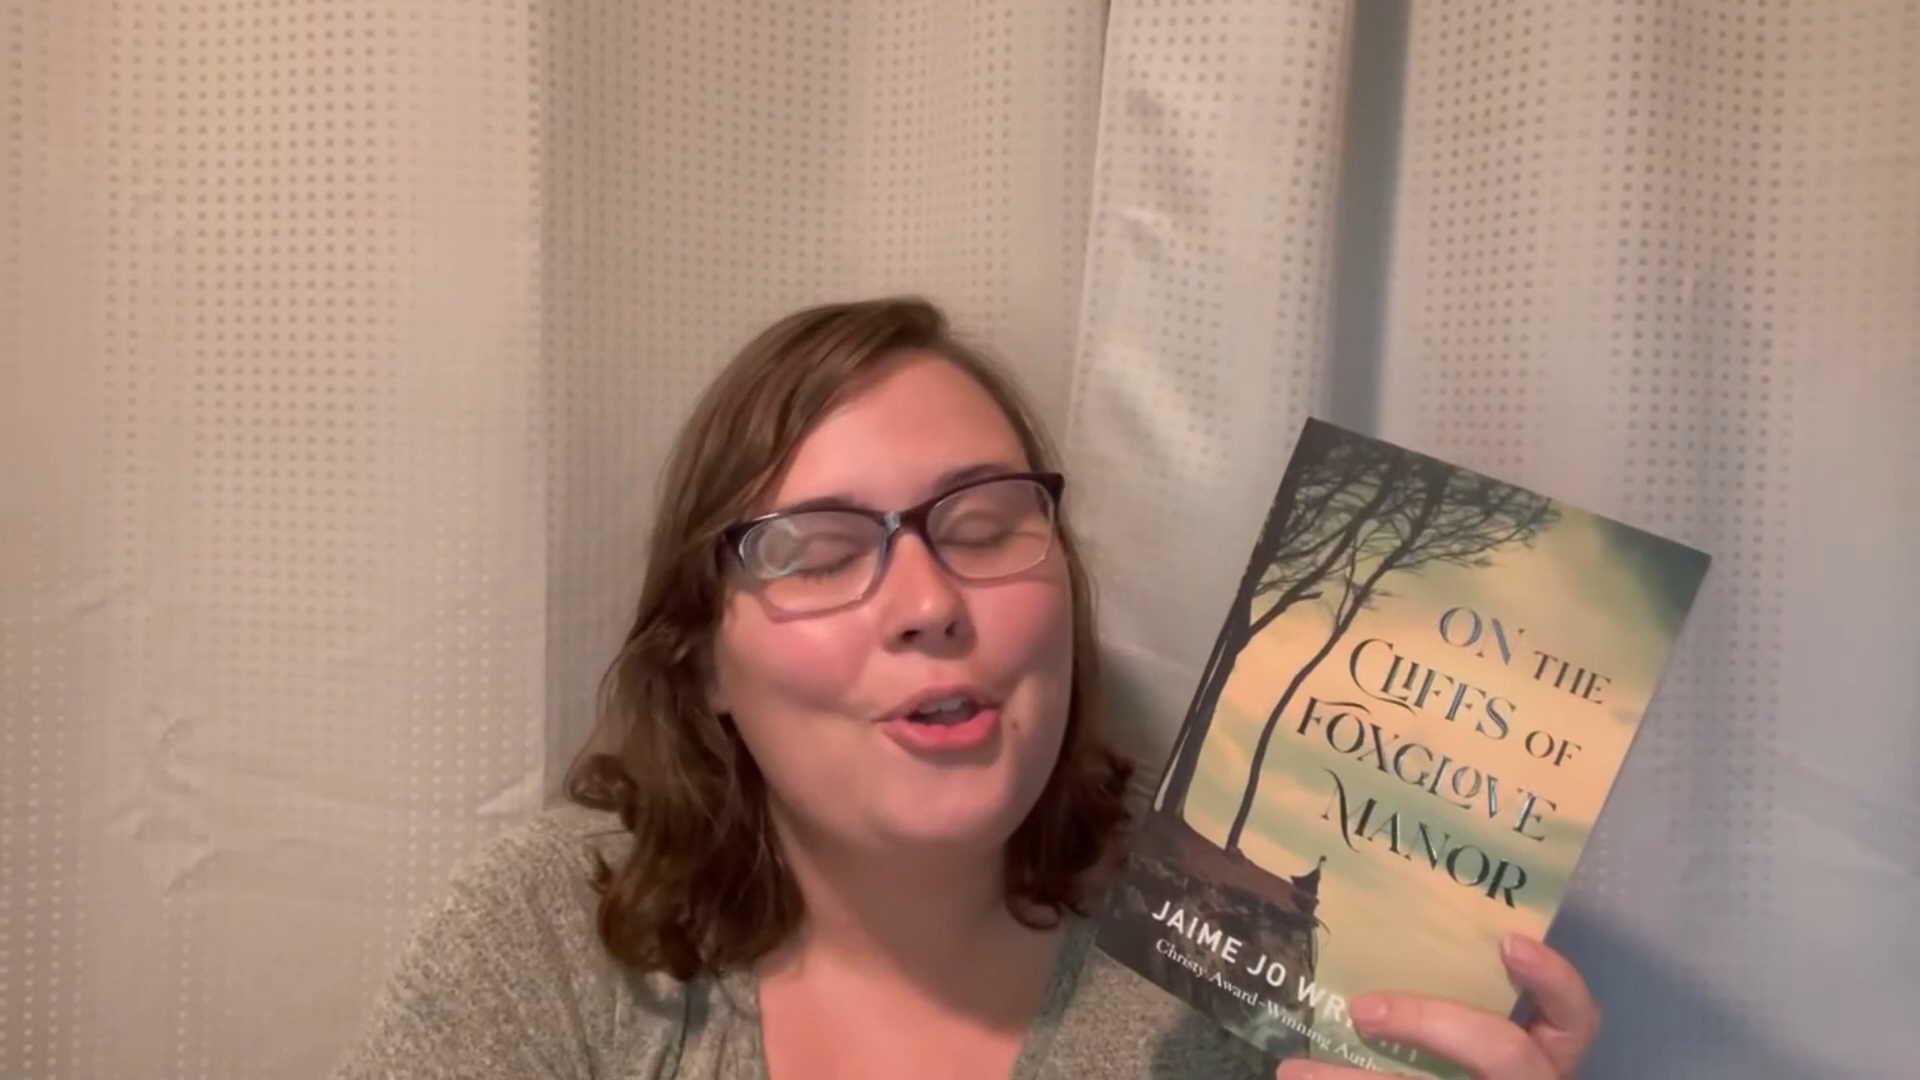 ON THE
CLIFFS OF
FOXGLOVE
MANOR
JAIME JO
Christy Award-Winning